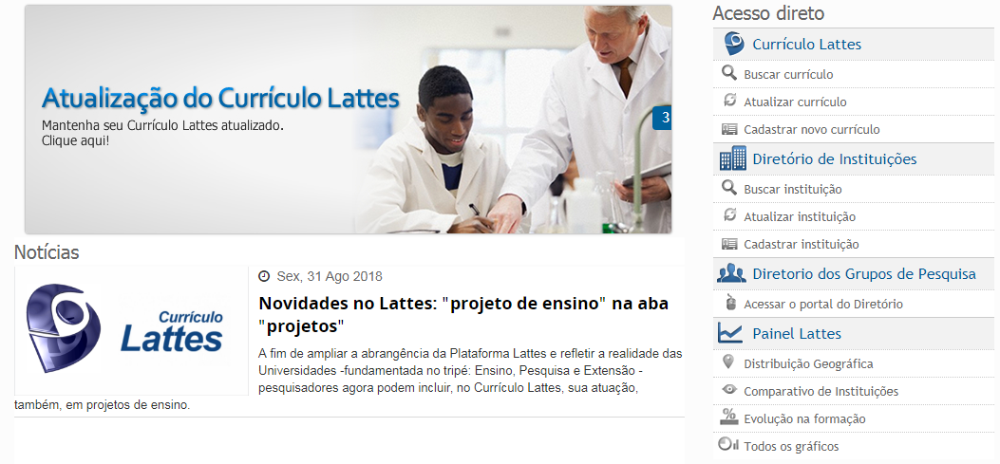 Atualização do Currículo Lattes
Mantenha seu Currículo Lattes atualizado.
Clique aqui!
3
Notícias
Currículo
Lattes
Sex, 31 Ago 2018
Novidades no Lattes: "projeto de ensino" na aba
"projetos"
A fim de ampliar a abrangência da Plataforma Lattes e refletir a realidade das
Universidades -fundamentada no tripé: Ensino, Pesquisa e Extensão -
pesquisadores agora podem incluir, no Currículo Lattes, sua atuação,
também, em projetos de ensino.
Acesso direto
Currículo Lattes
Buscar currículo
Atualizar currículo
Cadastrar novo currículo
Diretório de Instituições
Buscar instituição
Atualizar instituição
Cadastrar instituição
Diretorio dos Grupos de Pesquisa
Acessar o portal do Diretório
Painel Lattes
Distribuição Geográfica
Comparativo de Instituições
Evolução na formação
Todos os gráficos